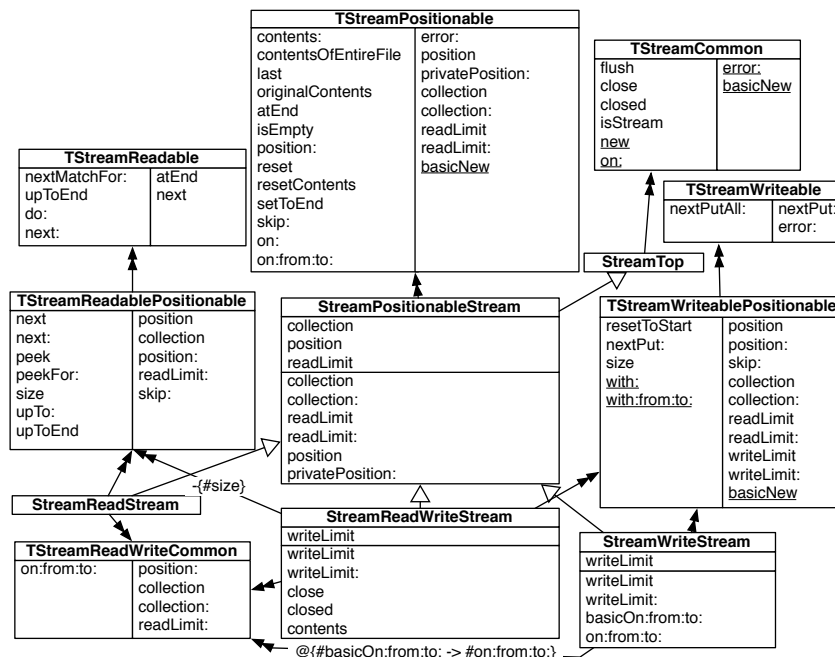 TStreamPositionable
contents:
contentsOfEntireFile
last
originalContents
atEnd
isEmpty
position:
reset
resetContents
setToEnd
skip:
on:
on:from:to:
error:
position
privatePosition:
collection
collection:
readLimit
readLimit:
basicNew
TStreamCommon
flush
close
closed
isStream
new
on:
error:
basicNew
TStreamReadable
nextMatchFor:
upToEnd
do:
next:
atEnd
next
TStreamWriteable
nextPutAll:
nextPut:
error:
StreamTop
TStreamReadablePositionable
next
next:
peek
peekFor:
size
upTo:
upToEnd
position
collection
position:
readLimit:
skip:
StreamPositionableStream
collection
position
readLimit
collection
collection:
readLimit
readLimit:
position
privatePosition:
TStreamWriteablePositionable
resetToStart
nextPut:
size
with:
with:from:to:
position
position:
skip:
collection
collection:
readLimit
readLimit:
writeLimit
writeLimit:
basicNew
-{#size}
StreamReadStream
TStreamReadWriteCommon
on:from:to:
position:
collection
collection:
readLimit:
StreamReadWriteStream
writeLimit
writeLimit
writeLimit:
close
closed
contents
StreamWriteStream
writeLimit
writeLimit
writeLimit:
basicOn:from:to:
on:from:to:
@{#basicOn:from:to: -> #on:from:to:}